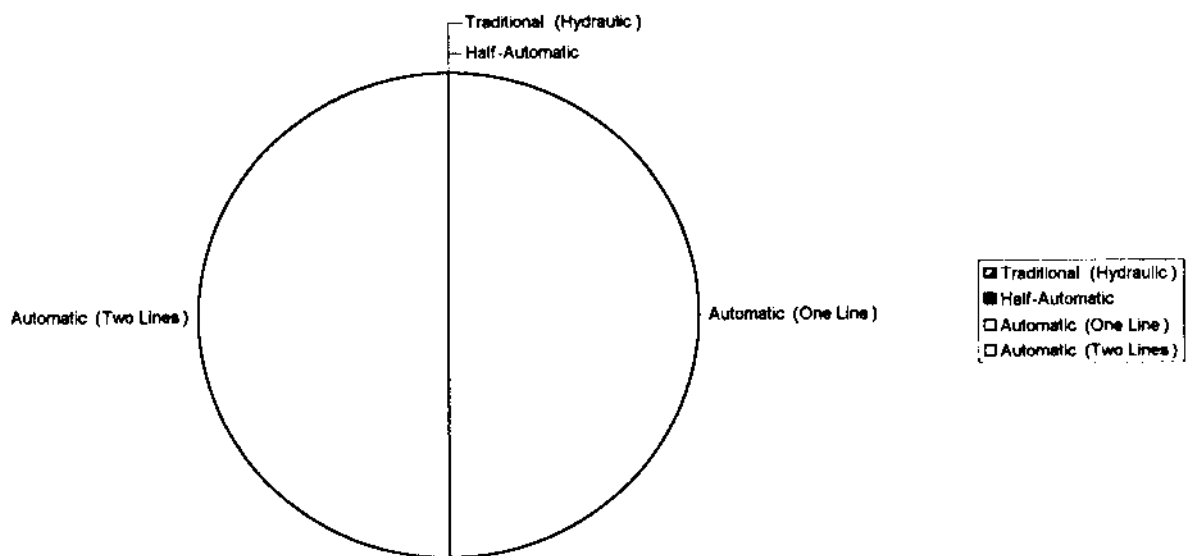 Traditional (Hydraulic)
Half-Automatic
Automatic (Two Lines)
Automatic (One Line)
Traditional (Hydraulic)
Half-Automatic
Automatic (One Line)
Automatic (Two Lines)